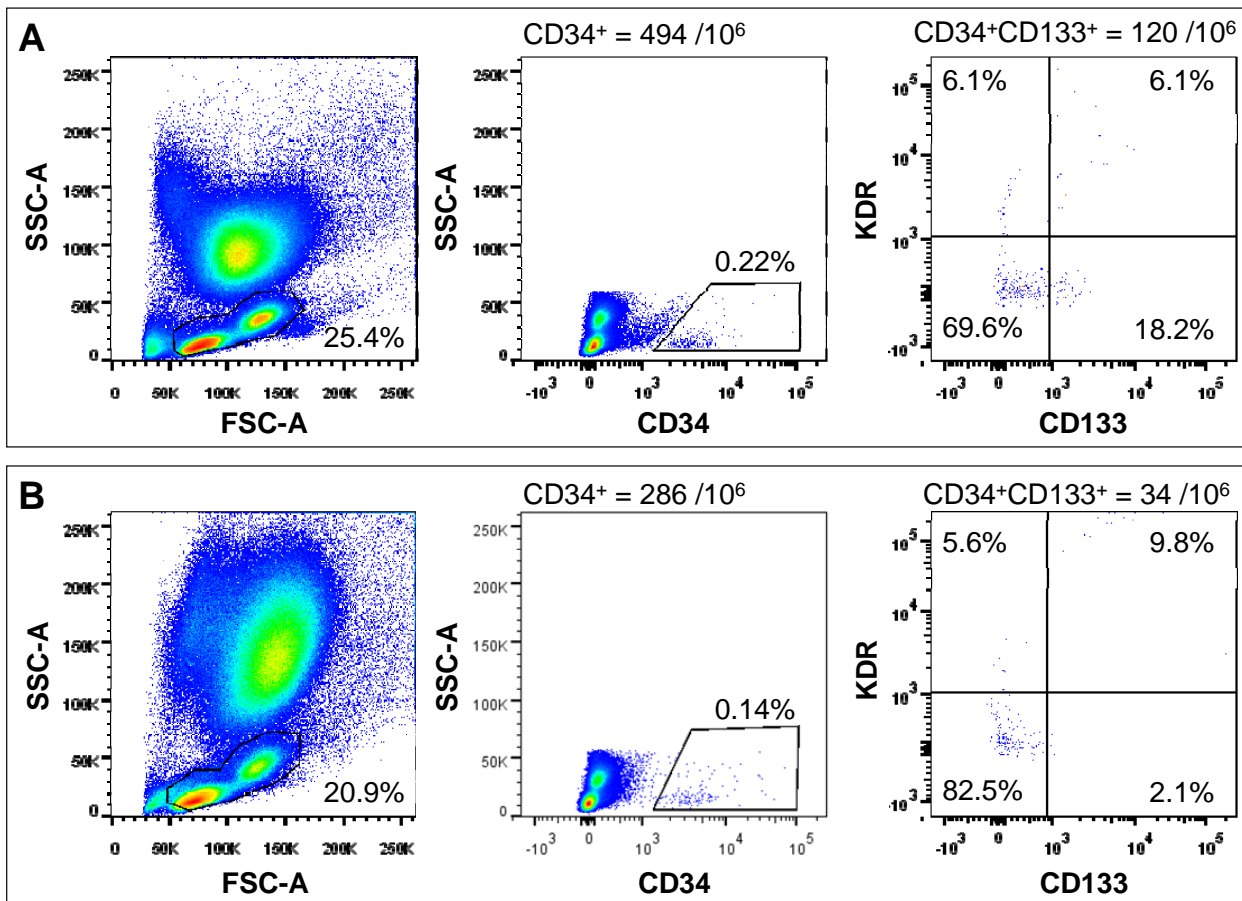 A
CD34⁺ = 494 /10⁶
CD34⁺CD133⁺ = 120 /10⁶
250K
200K
150K
100K
50K
0
SSC-A
25.4%
0 50K 100K 150K 200K 250K
FSC-A
250K
200K
150K
100K
50K
0
SSC-A
0.22%
-10³ 0 10³ 10⁴ 10⁵
CD34
10⁵
10⁴
10³
-10³
KDR
6.1% 6.1%
69.6% 18.2%
-10³ 0 10³ 10⁴ 10⁵
CD133
B
CD34⁺ = 286 /10⁶
CD34⁺CD133⁺ = 34 /10⁶
250K
200K
150K
100K
50K
0
SSC-A
20.9%
0 50K 100K 150K 200K 250K
FSC-A
250K
200K
150K
100K
50K
0
SSC-A
0.14%
-10³ 0 10³ 10⁴ 10⁵
CD34
10⁵
10⁴
10³
-10³
KDR
5.6% 9.8%
82.5% 2.1%
-10³ 0 10³ 10⁴ 10⁵
CD133